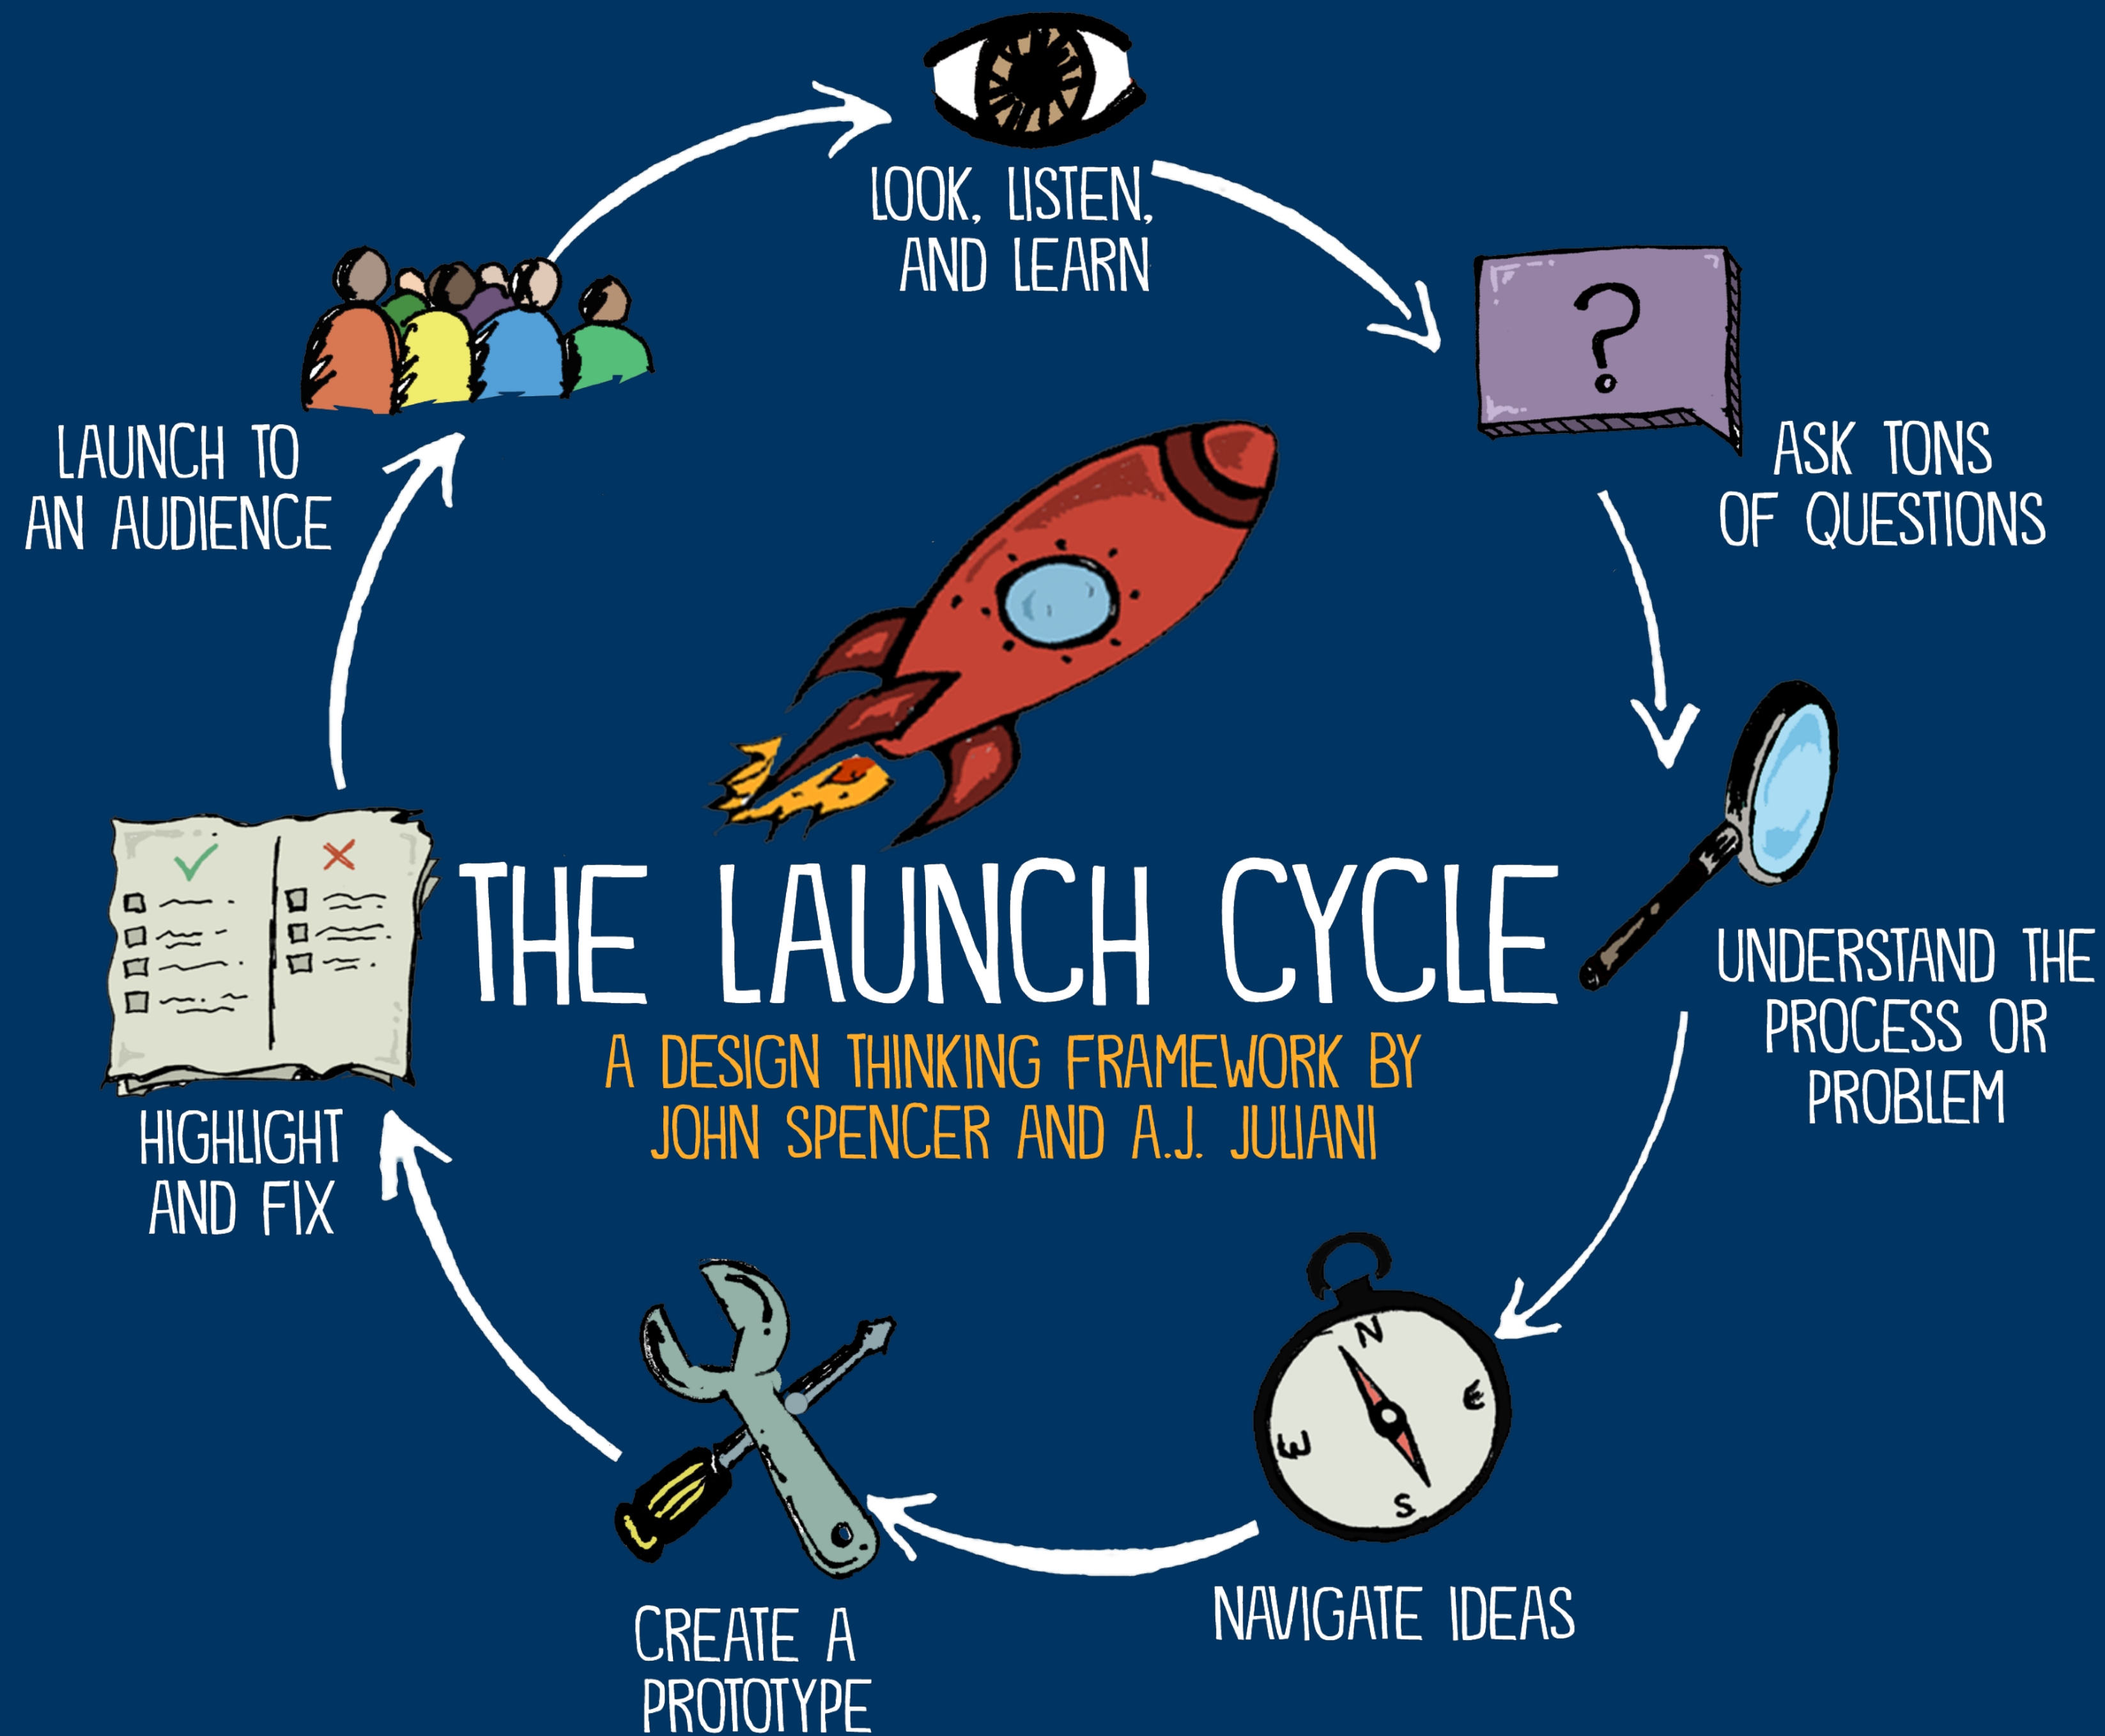 LOOK, LISTEN,
AND LEARN
?
ASK TONS
OF QUESTIONS
UNDERSTAND THE
PROCESS OR
PROBLEM
N
E
S
W
NAVIGATE IDEAS
CREATE A
PROTOTYPE
HIGHLIGHT
AND FIX
LAUNCH TO
AN AUDIENCE
THE LAUNCH CYCLE
A DESIGN THINKING FRAMEWORK BY
JOHN SPENCER AND A.J. JULIANI